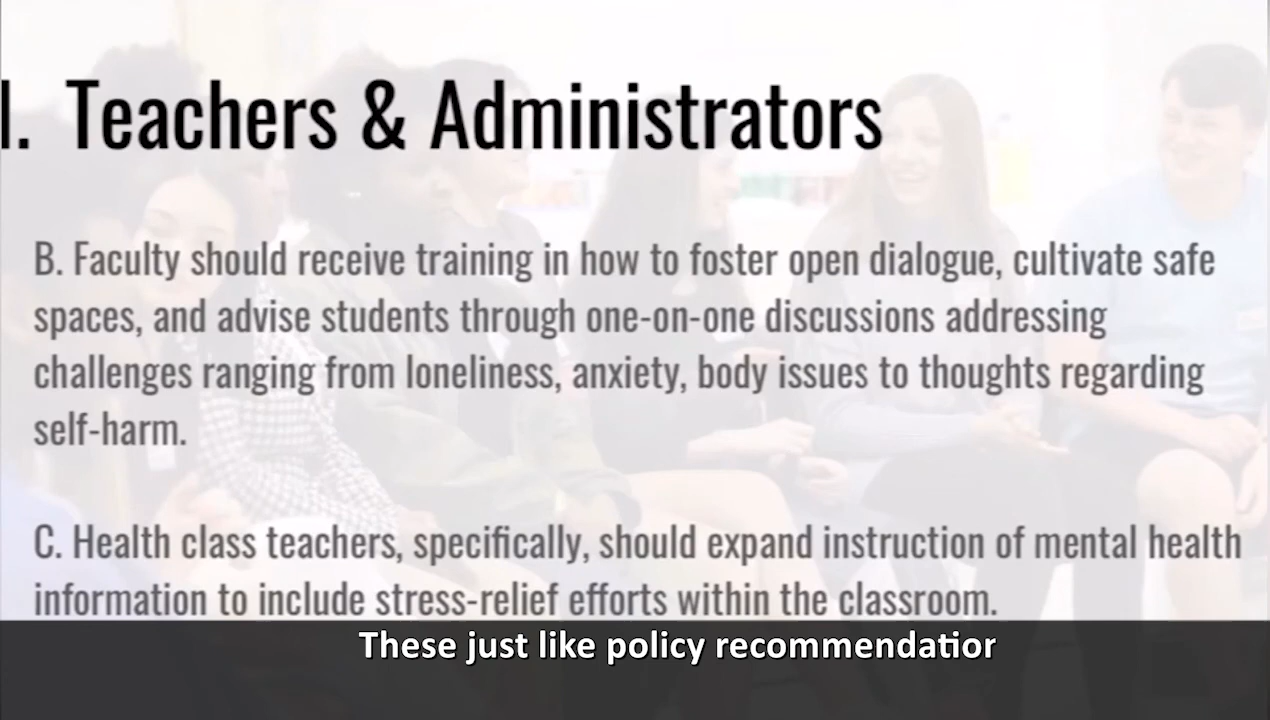 I. Teachers & Administrators
B. Faculty should receive training in how to foster open dialogue, cultivate safe
spaces, and advise students through one-on-one discussions addressing
challenges ranging from loneliness, anxiety, body issues to thoughts regarding
self-harm.
C. Health class teachers, specifically, should expand instruction of mental health
information to include stress-relief efforts within the classroom.
These just like policy recommendatior